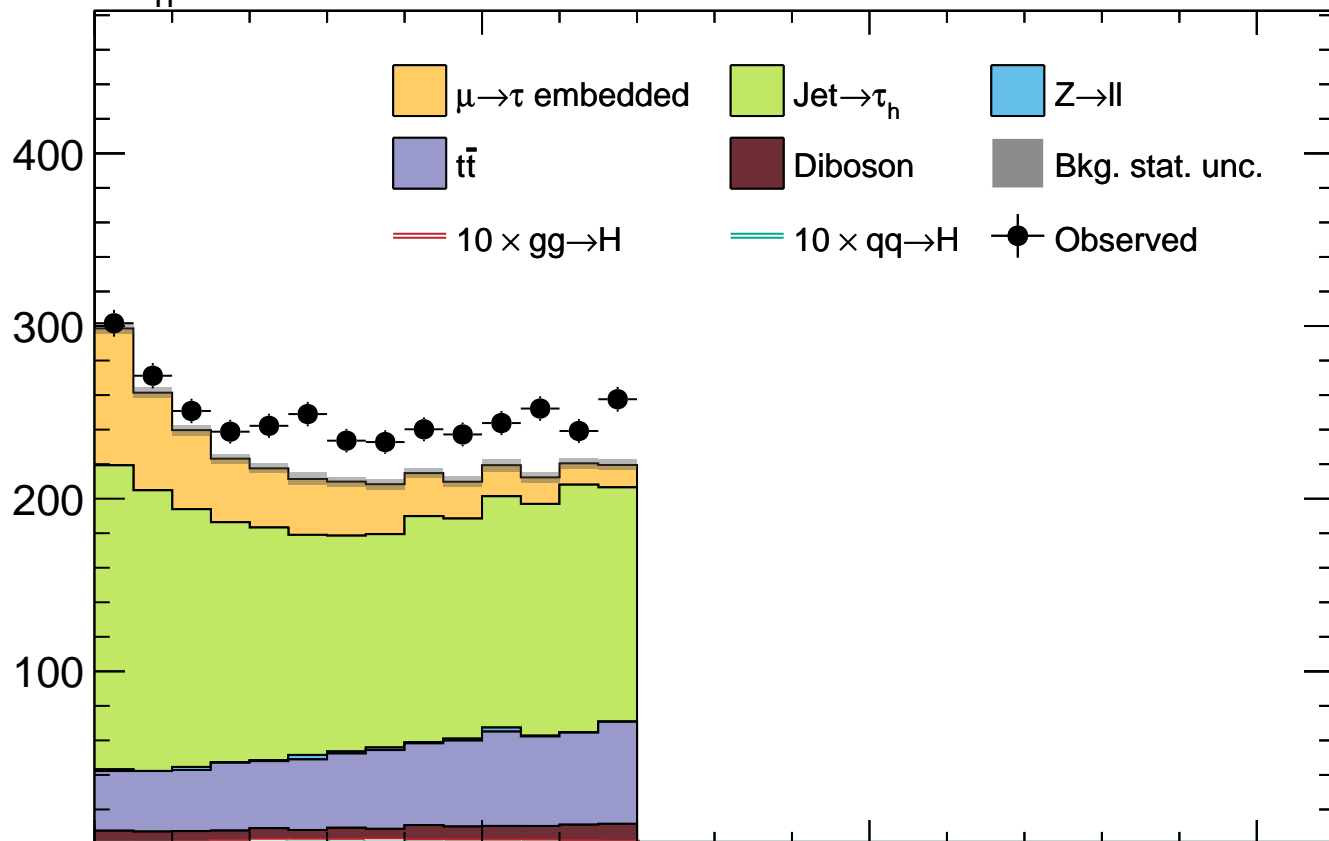 μ→τ embedded Jet→τh Z→ll
tt̄ Diboson Bkg. stat. unc.
10 × gg→H 10 × qq→H Observed
400
300
200
100